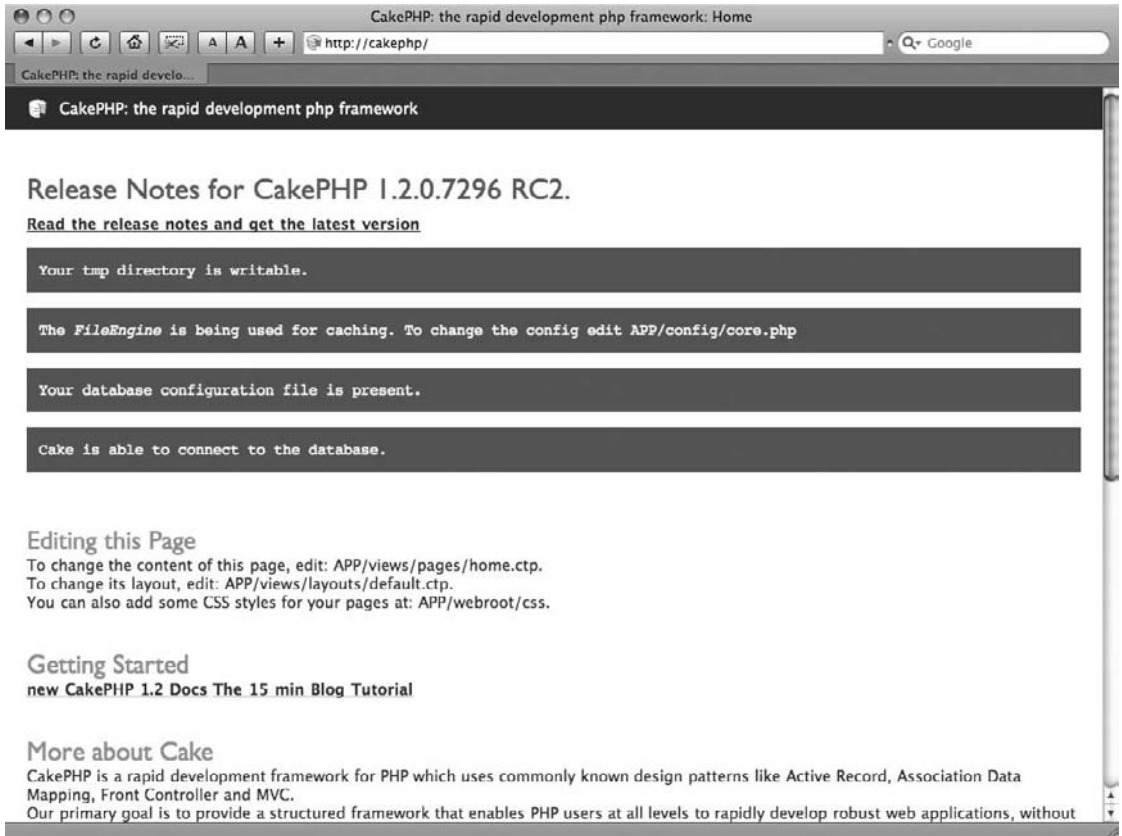 CakePHP: the rapid development php framework: Home
A A + http://cakephp/ Google
CakePHP: the rapid develo...
CakePHP: the rapid development php framework
Release Notes for CakePHP 1.2.0.7296 RC2.
Read the release notes and get the latest version
Your tmp directory is writable.
The FileEngine is being used for caching. To change the config edit APP/config/core.php
Your database configuration file is present.
Cake is able to connect to the database.
Editing this Page
To change the content of this page, edit: APP/views/pages/home.ctp.
To change its layout, edit: APP/views/layouts/default.ctp.
You can also add some CSS styles for your pages at: APP/webroot/css.
Getting Started
new CakePHP 1.2 Docs The 15 min Blog Tutorial
More about Cake
CakePHP is a rapid development framework for PHP which uses commonly known design patterns like Active Record, Association Data
Mapping, Front Controller and MVC.
Our primary goal is to provide a structured framework that enables PHP users at all levels to rapidly develop robust web applications, without